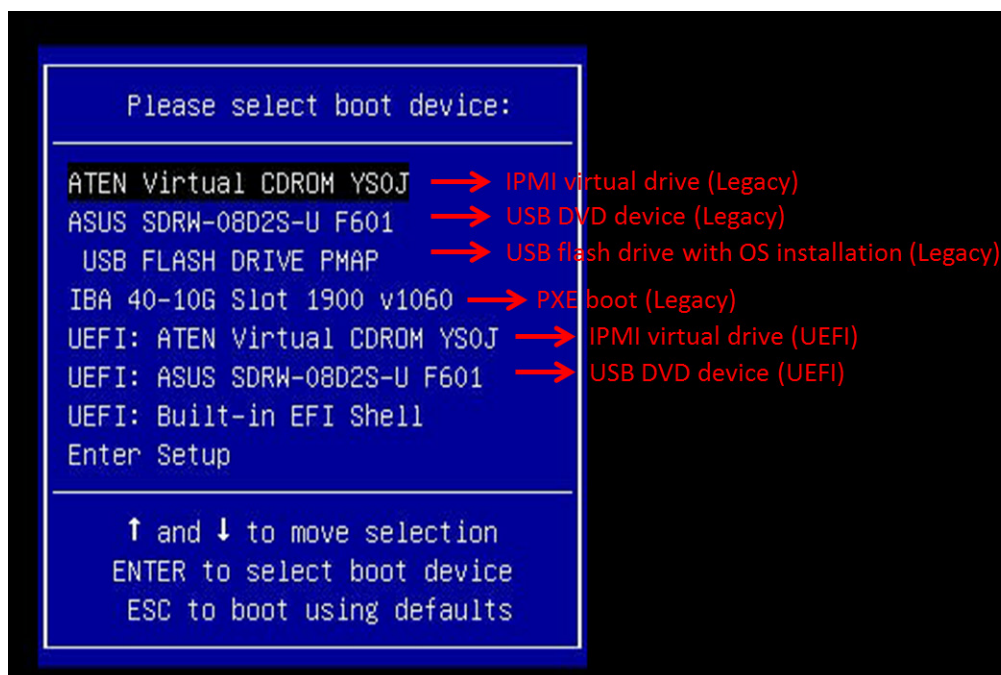 Please select boot device:
ATEN Virtual CDROM YS0J → IPMI virtual drive (Legacy)
ASUS SDRW-08D2S-U F601 → USB DVD device (Legacy)
USB FLASH DRIVE PMAP → USB flash drive with OS installation (Legacy)
IBA 40-10G Slot 1900 v1060 → PXE boot (Legacy)
UEFI: ATEN Virtual CDROM YS0J → IPMI virtual drive (UEFI)
UEFI: ASUS SDRW-08D2S-U F601 → USB DVD device (UEFI)
UEFI: Built-in EFI Shell
Enter Setup
↑ and ↓ to move selection
ENTER to select boot device
ESC to boot using defaults